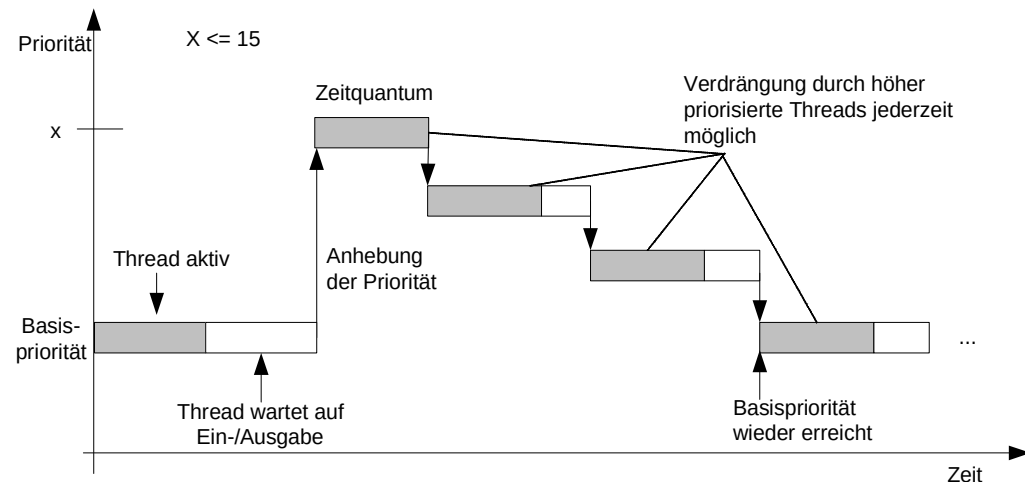 Priorität
X <= 15
Zeitquantum
x
Verdrängung durch höher
priorisierte Threads jederzeit
möglich
Thread aktiv
Anhebung
der Priorität
Basis-
priorität
...
Thread wartet auf
Ein-/Ausgabe
Basispriorität
wieder erreicht
Zeit